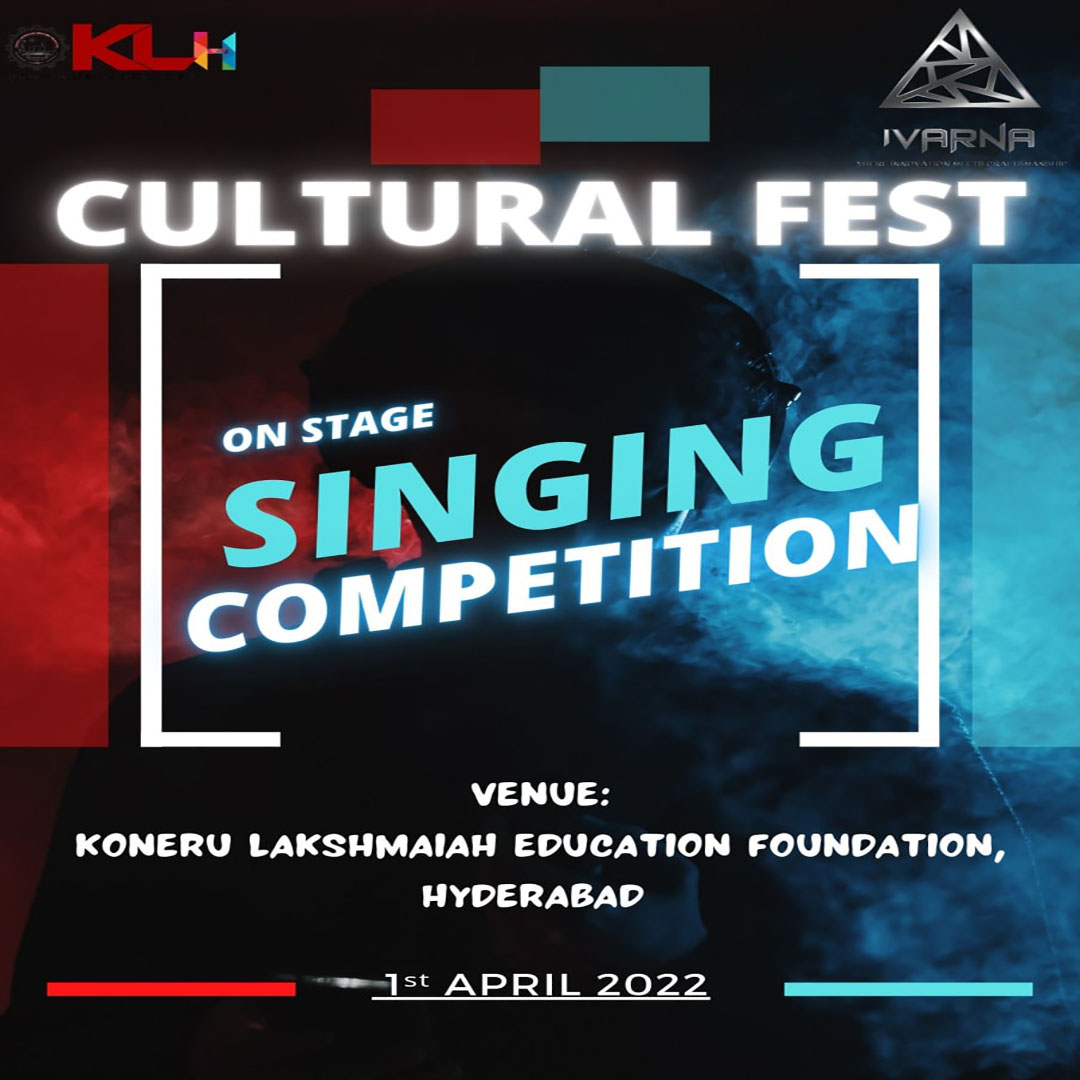 KLH
IVARNA
CULTURAL FEST
ON STAGE
SINGING
COMPETITION
VENUE:
KONERU LAKSHMAIAH EDUCATION FOUNDATION,
HYDERABAD
1st APRIL 2022